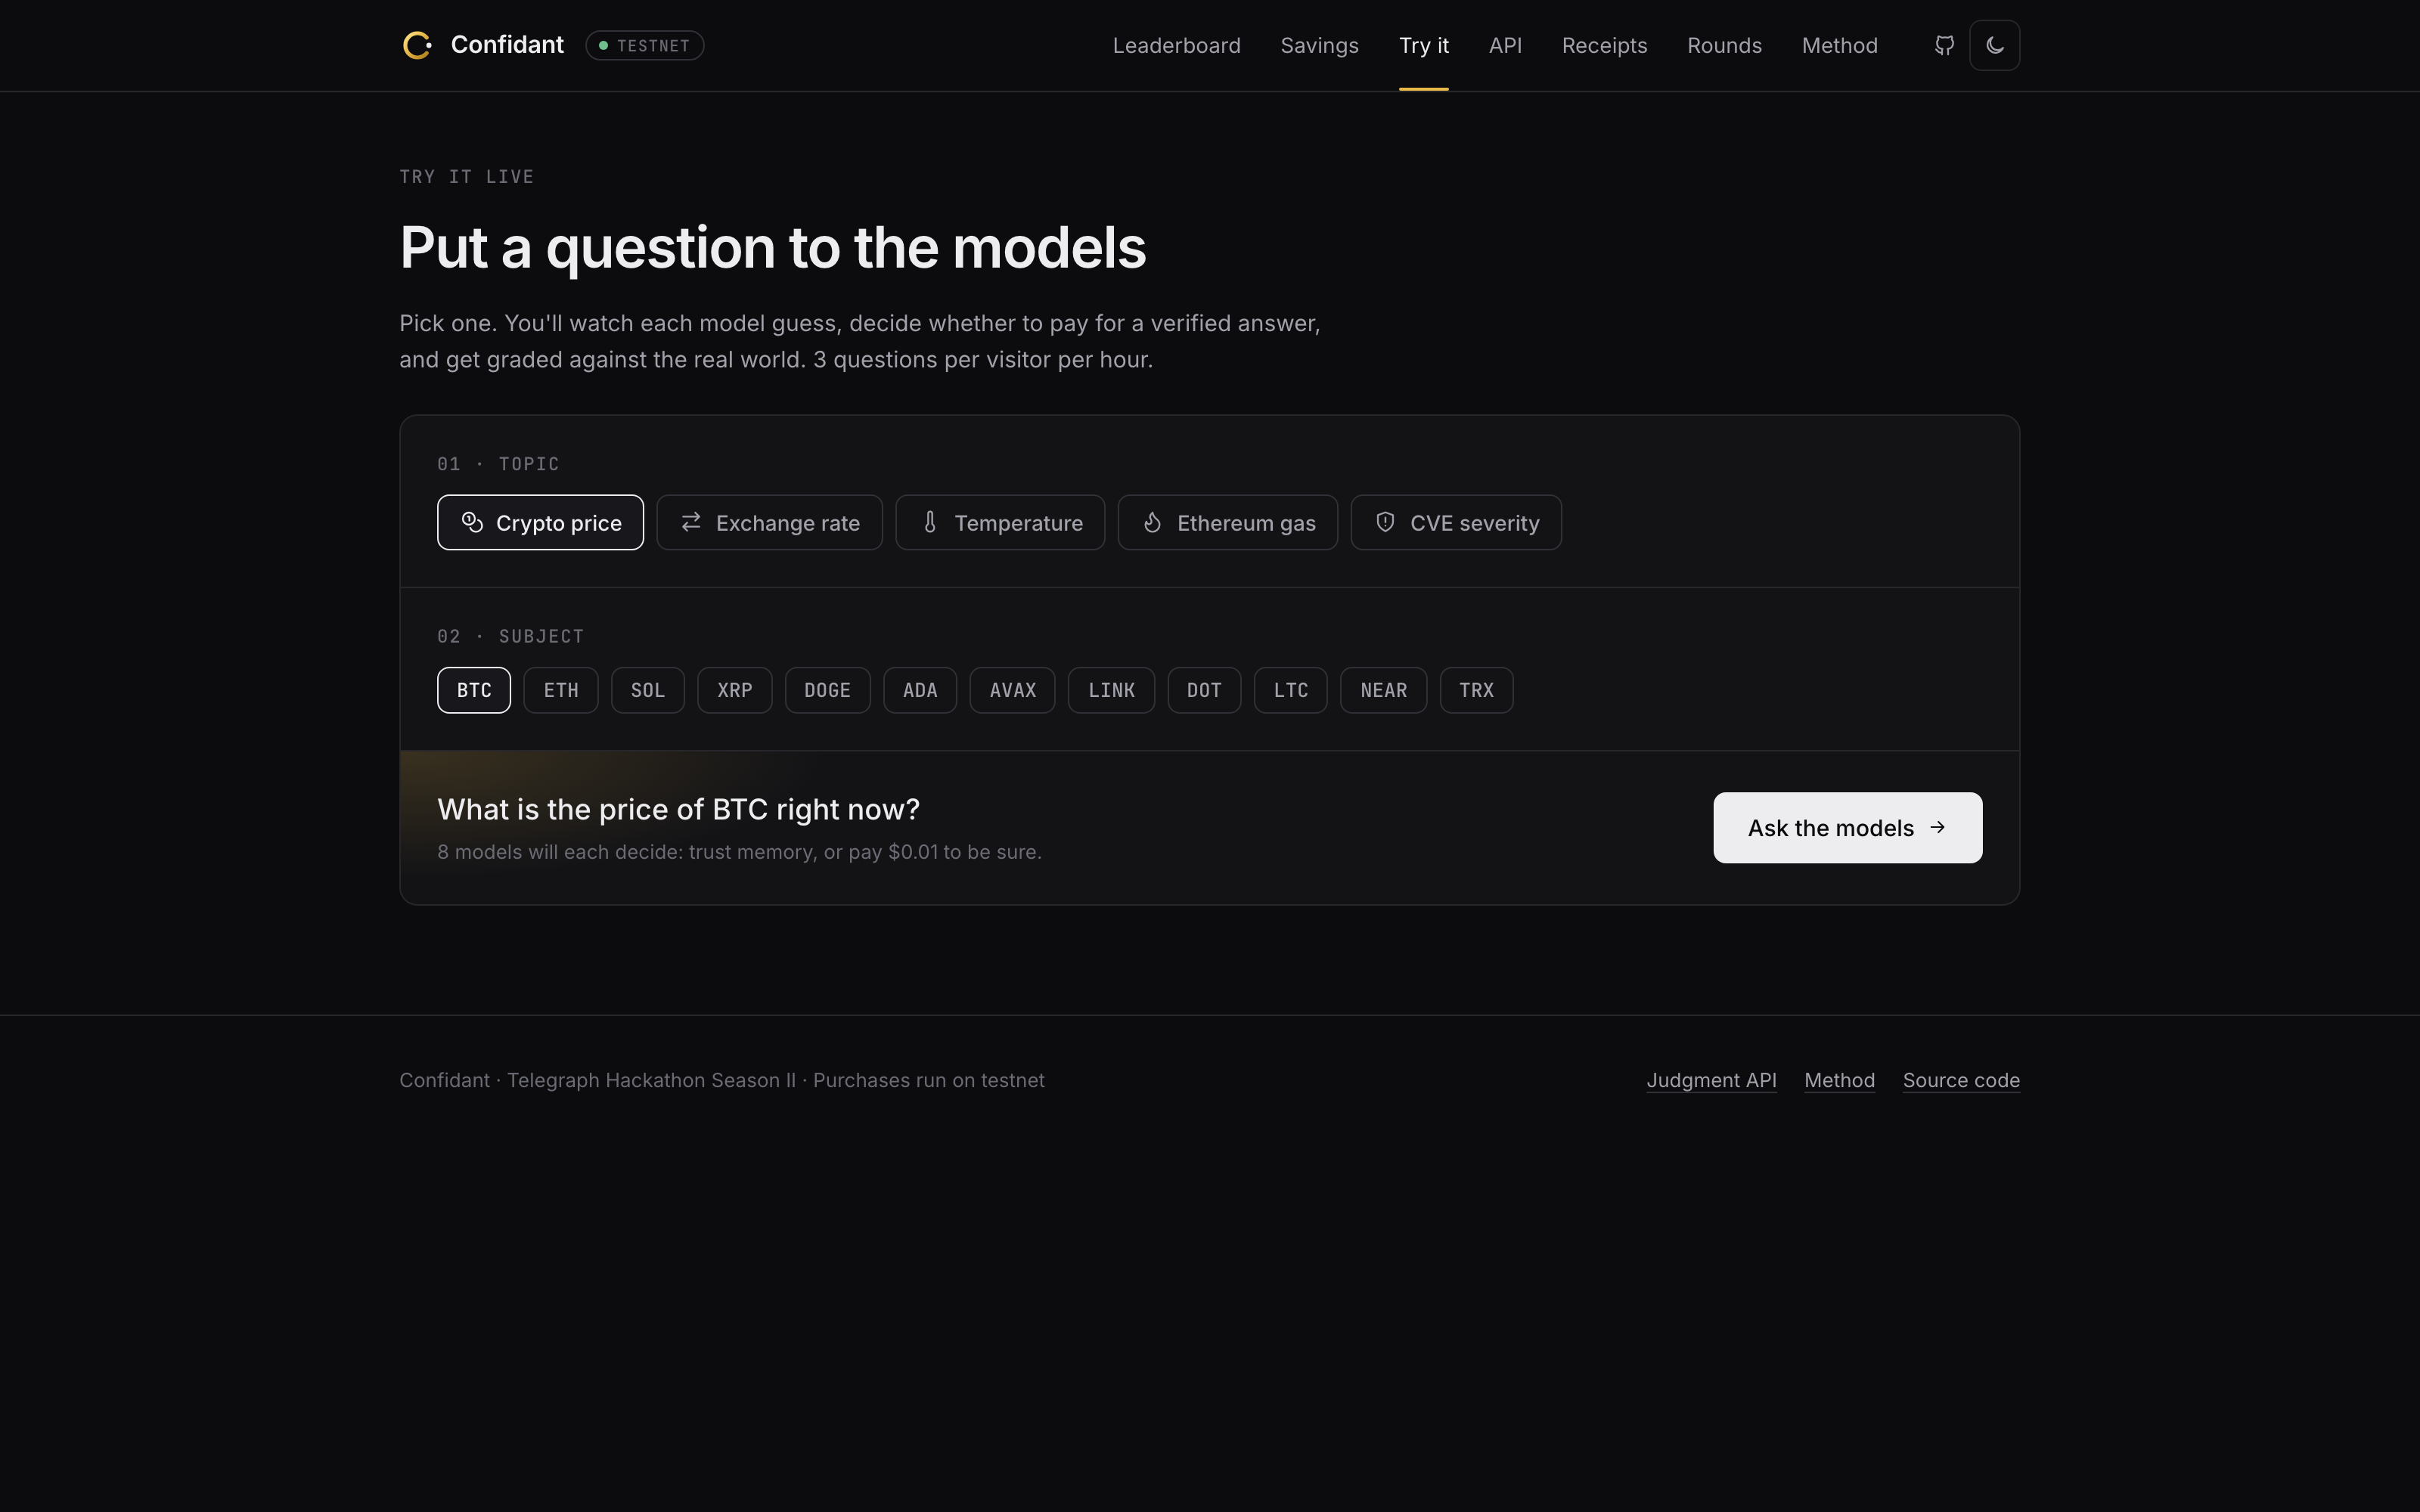 Confidant
TESTNET
Leaderboard
Savings
Try it
API
Receipts
Rounds
Method
TRY IT LIVE
Put a question to the models
Pick one. You'll watch each model guess, decide whether to pay for a verified answer,
and get graded against the real world. 3 questions per visitor per hour.
01 · TOPIC
Crypto price
Exchange rate
Temperature
Ethereum gas
CVE severity
02 · SUBJECT
BTC
ETH
SOL
XRP
DOGE
ADA
AVAX
LINK
DOT
LTC
NEAR
TRX
What is the price of BTC right now?
8 models will each decide: trust memory, or pay $0.01 to be sure.
Ask the models →
Confidant · Telegraph Hackathon Season II · Purchases run on testnet
Judgment API
Method
Source code